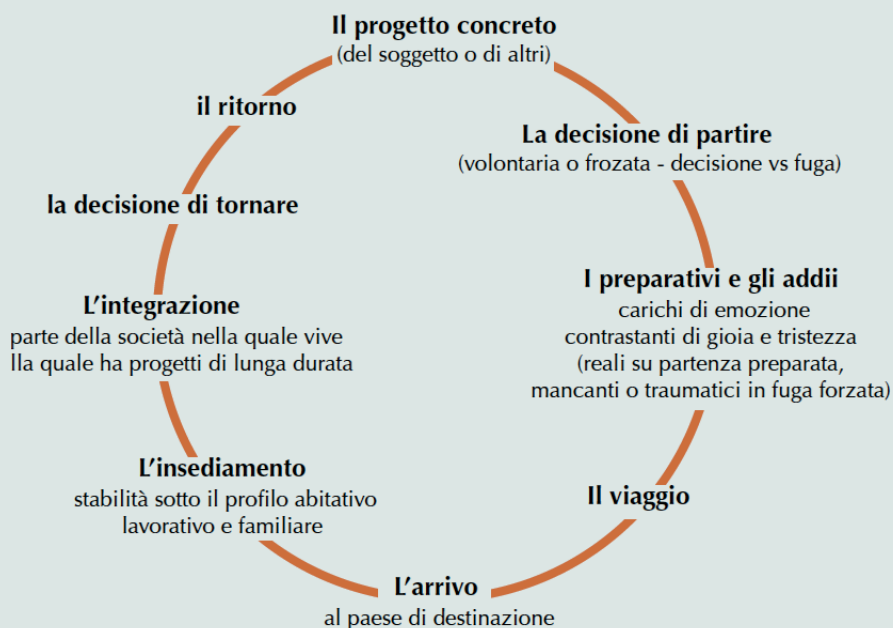 Il progetto concreto
(del soggetto o di altri)
La decisione di partire
(volontaria o frozata - decisione vs fuga)
I preparativi e gli addii
carichi di emozione
contrastanti di gioia e tristezza
(reali su partenza preparata,
mancanti o traumatici in fuga forzata)
Il viaggio
L'arrivo
al paese di destinazione
L'insediamento
stabilità sotto il profilo abitativo
lavorativo e familiare
L'integrazione
parte della società nella quale vive
lla quale ha progetti di lunga durata
la decisione di tornare
il ritorno